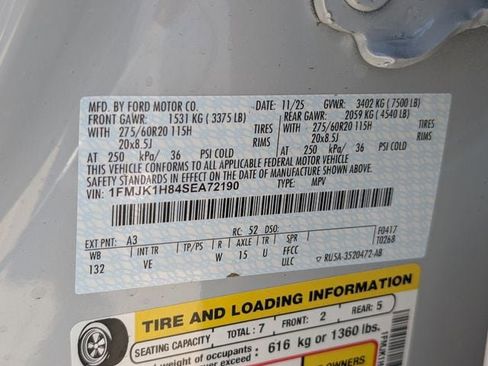 MFD. BY FORD MOTOR CO.
DATE: 11/25 GVWR: 3402 KG ( 7500 LB)
FRONT GAWR: 1531 KG ( 3375 LB) REAR GAWR: 2059 KG ( 4540 LB)
WITH 275/60R20 115H TIRES WITH 275/60R20 115H TIRES
20x8.5J RIMS 20x8.5J RIMS
AT 250 kPa/ 36 PSI COLD AT 250 kPa/ 36 PSI COLD
THIS VEHICLE CONFORMS TO ALL APPLICABLE FEDERAL MOTOR VEHICLE
SAFETY STANDARDS IN EFFECT ON THE DATE OF MANUFACTURE SHOWN ABOVE.
VIN: 1FMJK1H84SEA72190
TYPE: MPV
F0417
T0268
EXT PNT: A3 RC: 52 DSO:
WB INT TR TP/PS R AXLE TR SPR
132 VE W 15 U FFCC
ULC RU5A-3520472-AB
TIRE AND LOADING INFORMATION
SEATING CAPACITY TOTAL: 7 FRONT: 2 REAR: 5
weight of occupants
exceed: 616 kg or 1360 lbs.
OWNERS